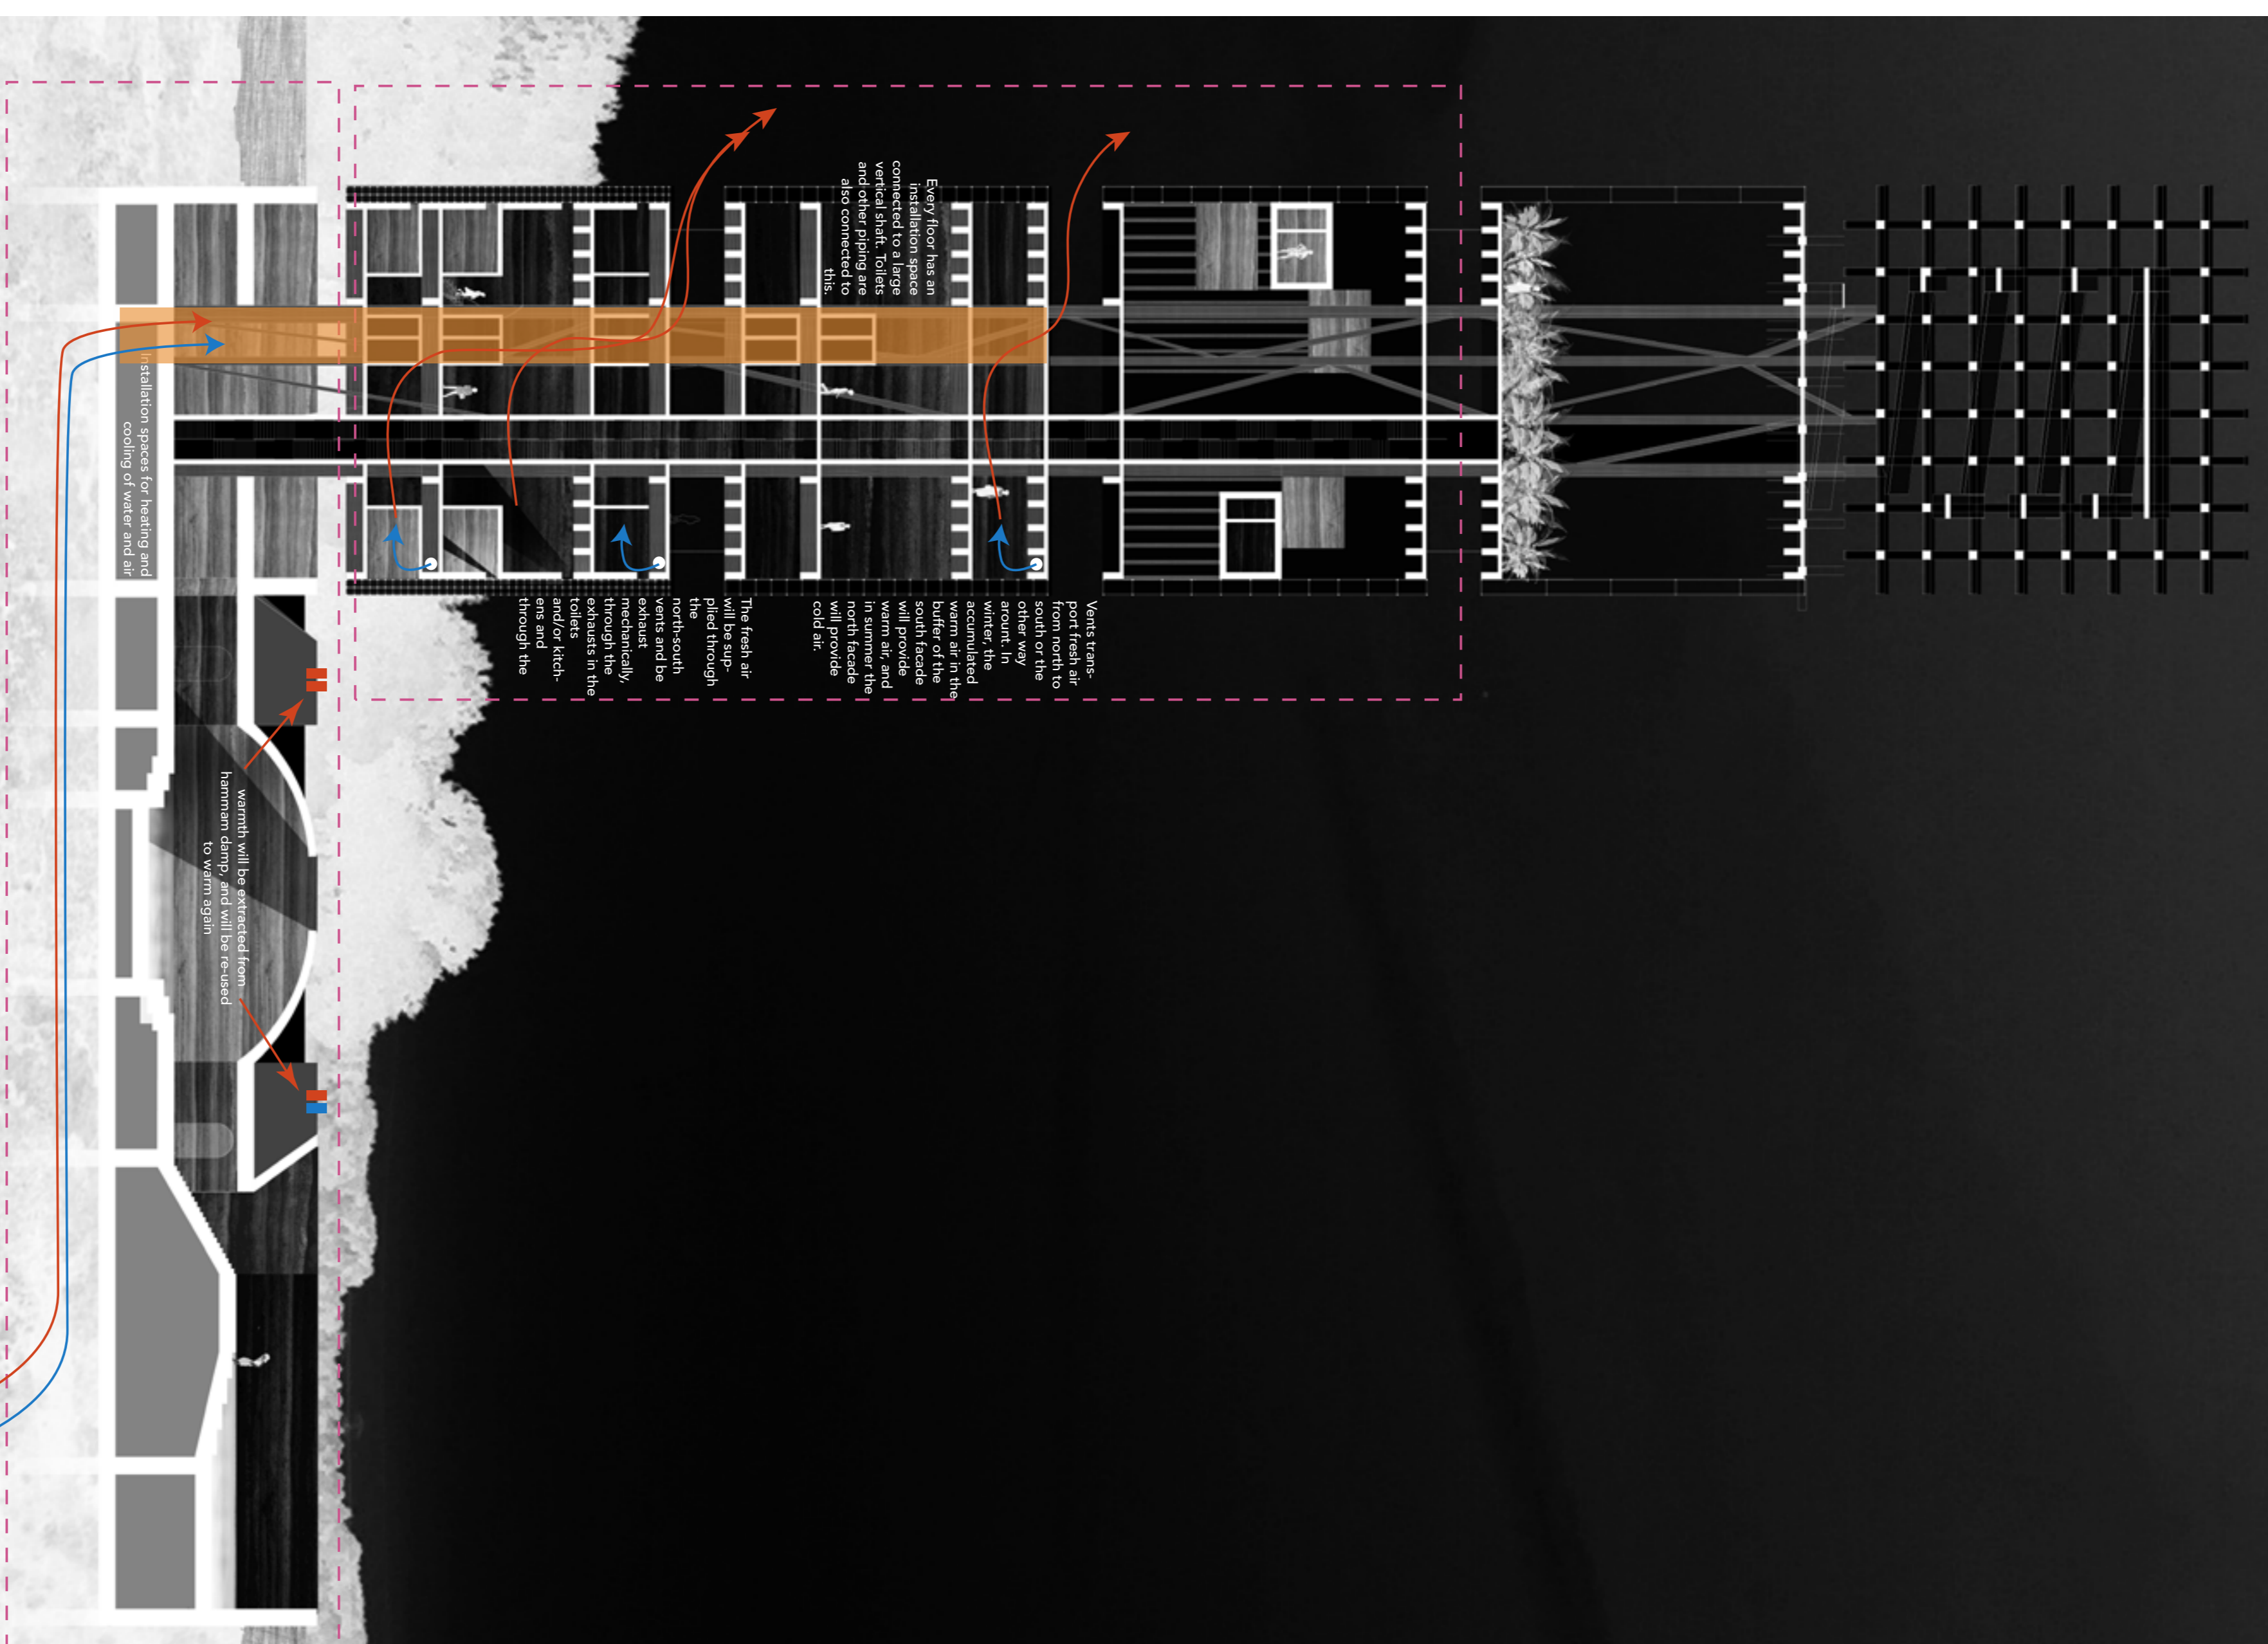 Every floor has an
installation space
connected to a large
vertical shaft. Toilets
and other piping are
also connected to
this.
Vents trans-
port fresh air
from north to
south or the
other way
arount. In
winter, the
accumulated
warm air in the
buffer of the
south facade
will provide
warm air, and
in summer the
north facade
will provide
cold air.
The fresh air
will be sup-
plied through
the
north-south
vents and be
exhaust
mechanically,
through the
exhausts in the
toilets
and/or kitch-
ens and
through the
Installation spaces for heating and
cooling of water and air
warmth will be extracted from
hammam damp, and will be re-used
to warm again